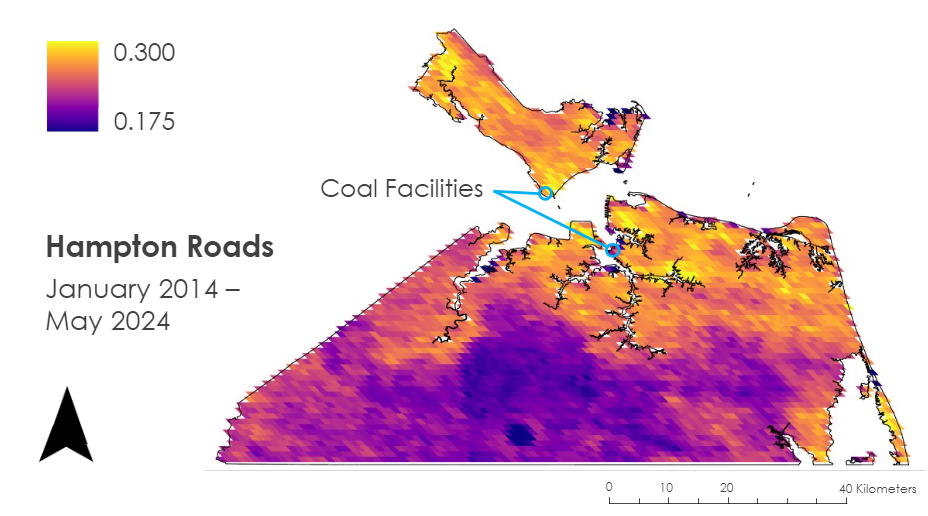 0.300
0.175
Coal Facilities
Hampton Roads
January 2014 –
May 2024
0 10 20 40 Kilometers